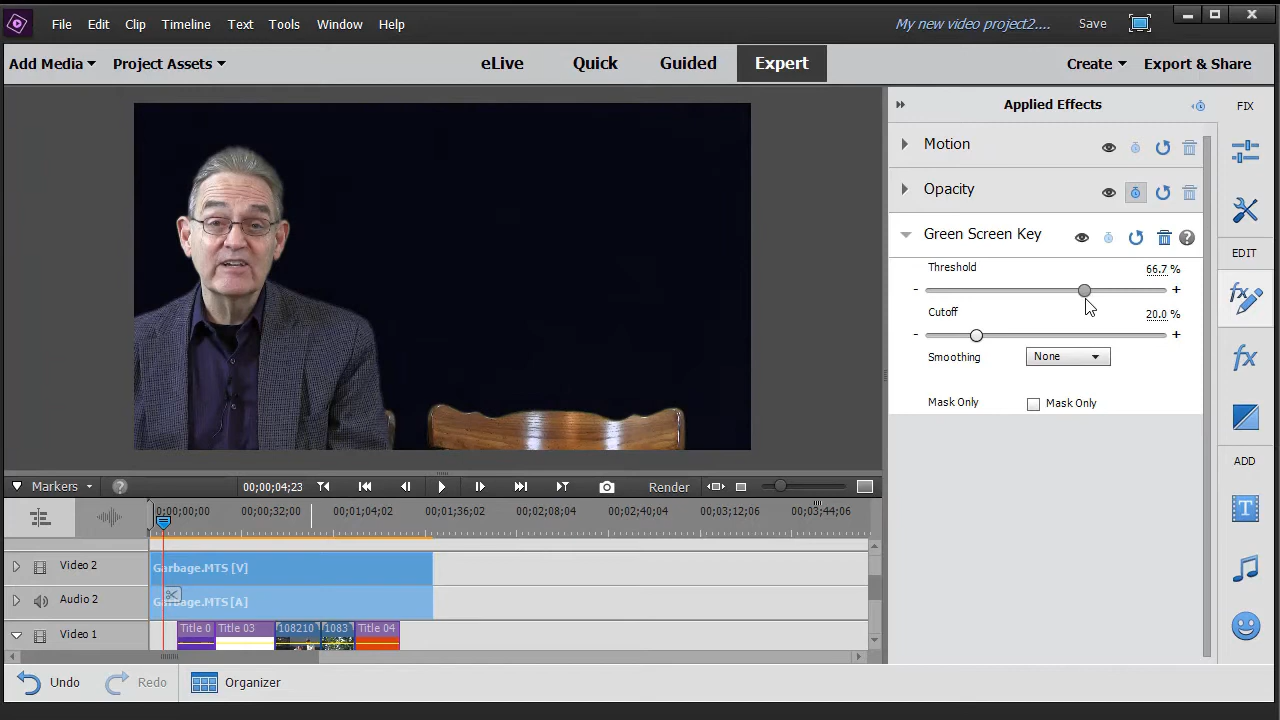 File Edit Clip Timeline Text Tools Window Help My new video project2.... Save
Add Media Project Assets eLive Quick Guided Expert Create Export & Share
Applied Effects FIX
Motion
Opacity
Green Screen Key
EDIT
Threshold 66.7 %
- +
Cutoff 20.0 %
- +
Smoothing None
Mask Only Mask Only
ADD
Markers 00;00;04;23 Render
0;00;00;00 00;00;32;00 00;01;04;02 00;01;36;02 00;02;08;04 00;02;40;04 00;03;12;06 00;03;44;06
Video 2 Garbage.MTS [V]
Audio 2 Garbage.MTS [A]
Video 1 Title 0 Title 03 108210 1083 Title 04
Undo Redo Organizer